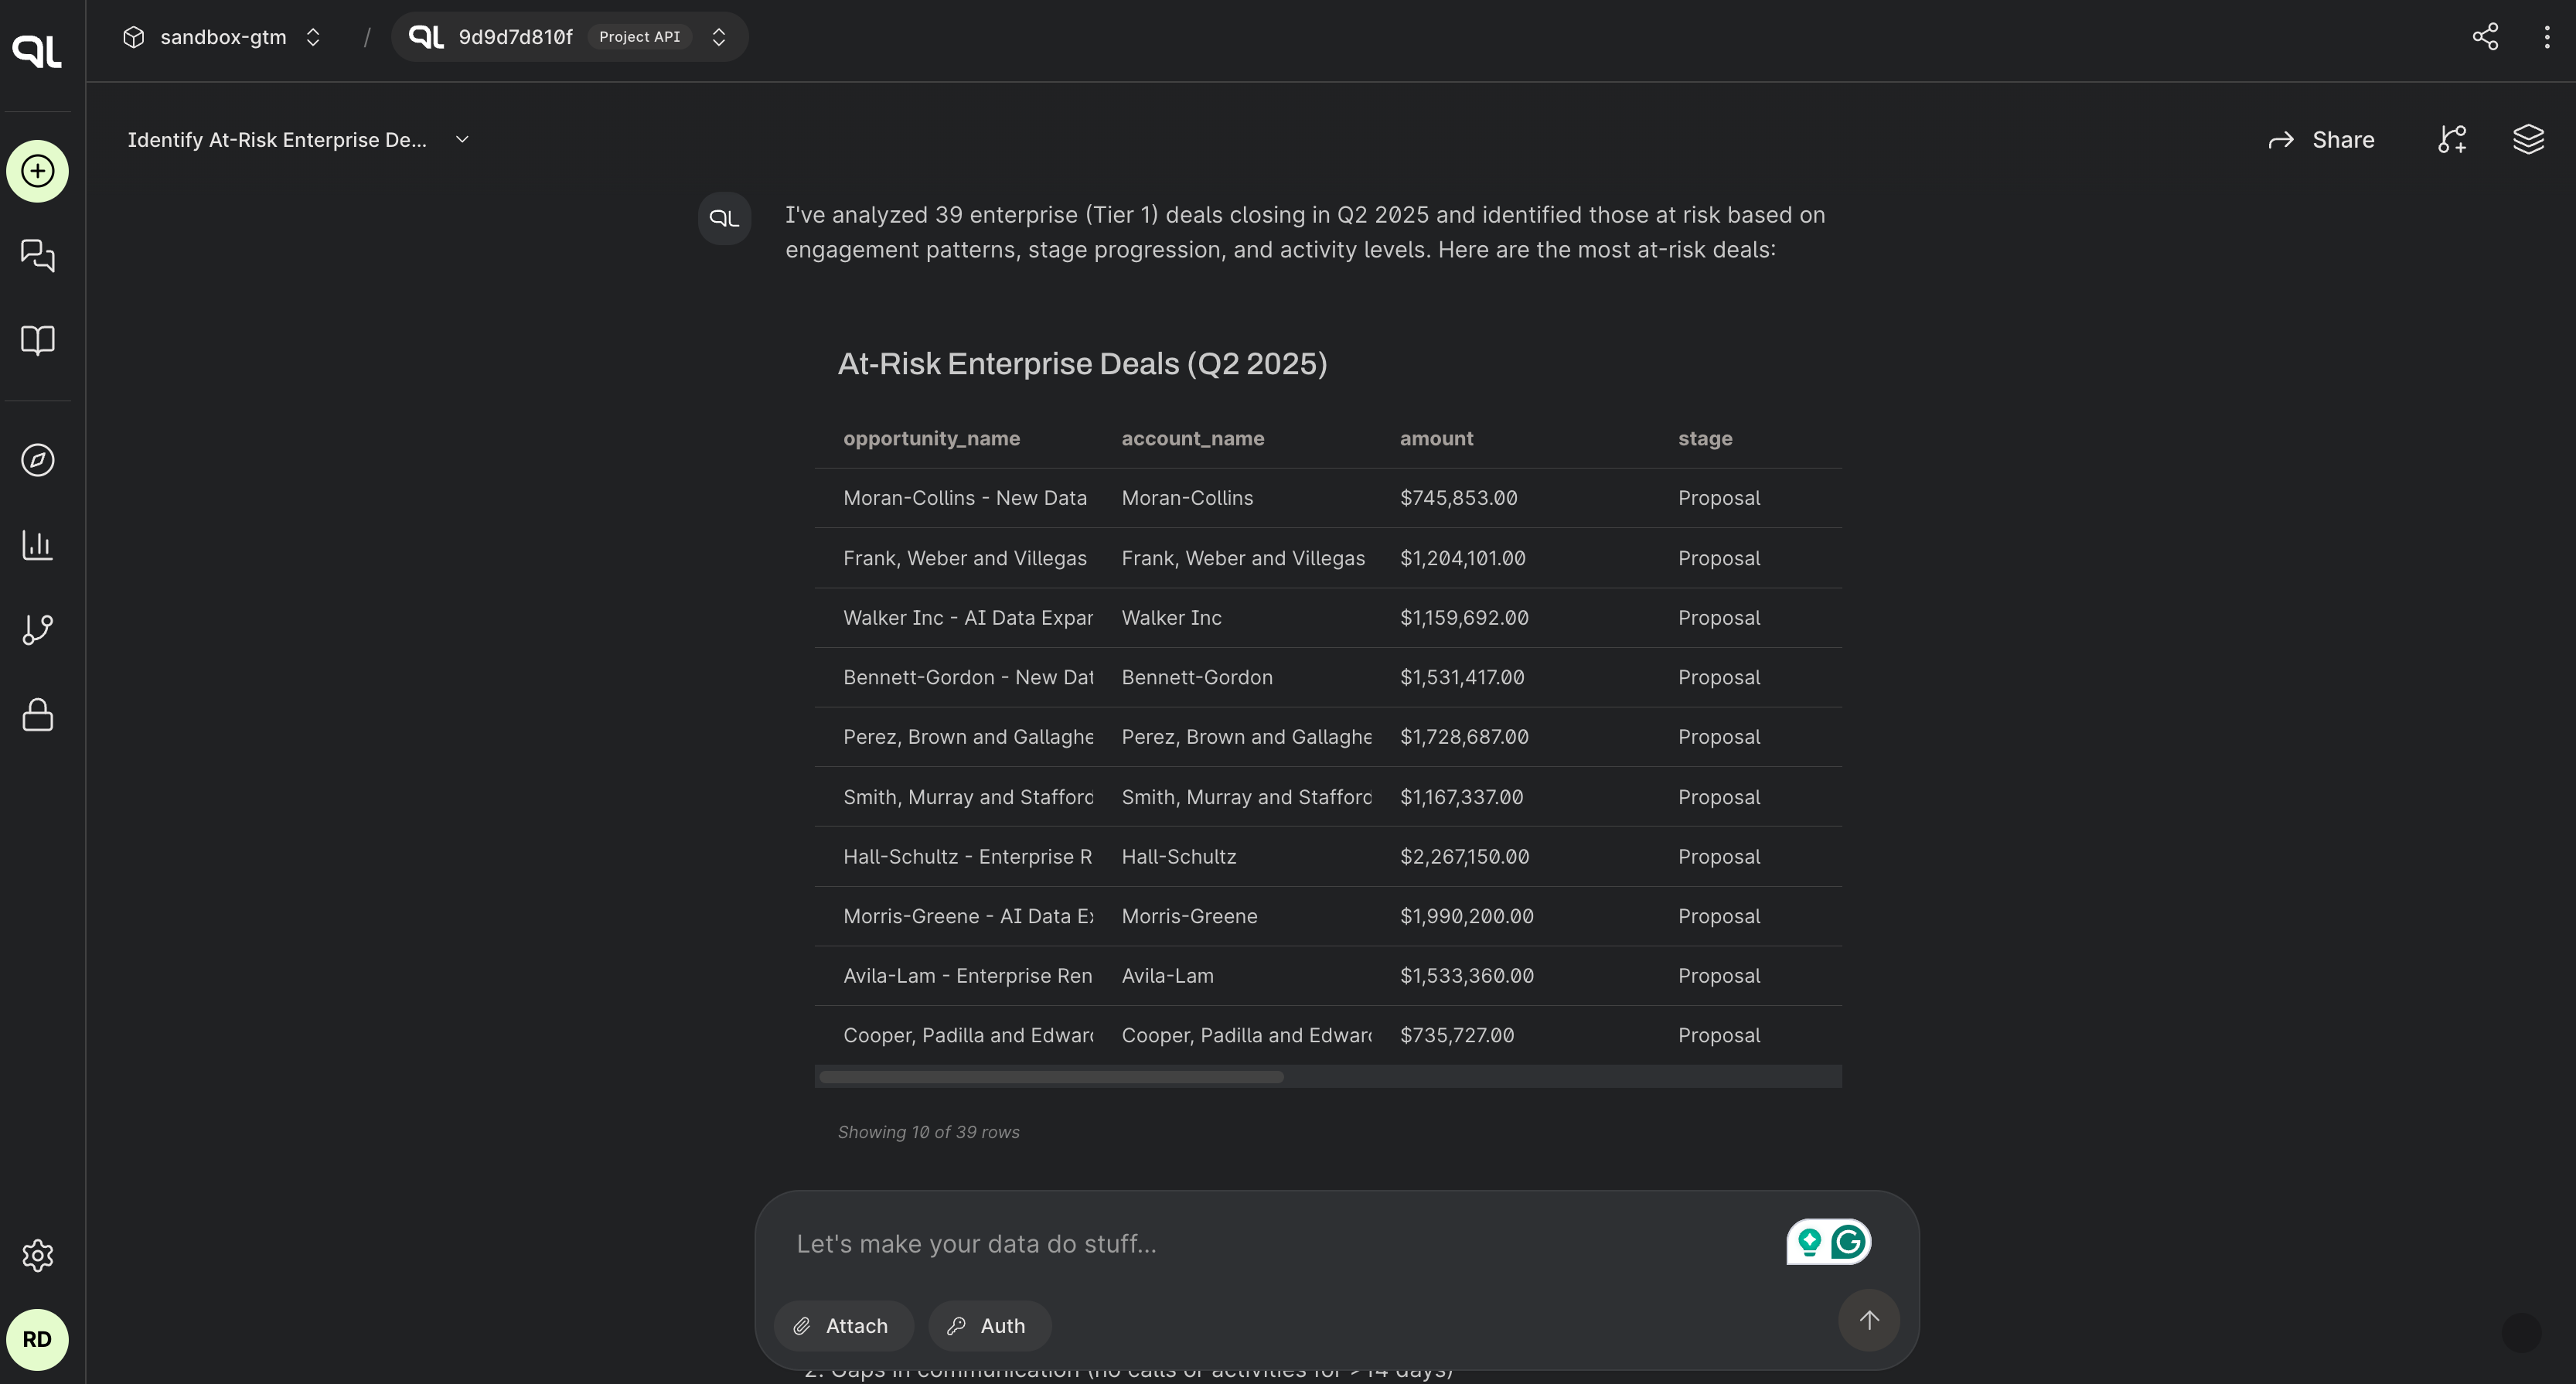 QL
sandbox-gtm / QL 9d9d7d810f Project API
Identify At-Risk Enterprise De...
Share
QL
I've analyzed 39 enterprise (Tier 1) deals closing in Q2 2025 and identified those at risk based on
engagement patterns, stage progression, and activity levels. Here are the most at-risk deals:
At-Risk Enterprise Deals (Q2 2025)
opportunity_name account_name amount stage
Moran-Collins - New Data Moran-Collins $745,853.00 Proposal
Frank, Weber and Villegas Frank, Weber and Villegas $1,204,101.00 Proposal
Walker Inc - AI Data Expan Walker Inc $1,159,692.00 Proposal
Bennett-Gordon - New Dat Bennett-Gordon $1,531,417.00 Proposal
Perez, Brown and Gallaghe Perez, Brown and Gallaghe $1,728,687.00 Proposal
Smith, Murray and Stafford Smith, Murray and Stafford $1,167,337.00 Proposal
Hall-Schultz - Enterprise R Hall-Schultz $2,267,150.00 Proposal
Morris-Greene - AI Data Ex Morris-Greene $1,990,200.00 Proposal
Avila-Lam - Enterprise Ren Avila-Lam $1,533,360.00 Proposal
Cooper, Padilla and Edward Cooper, Padilla and Edward $735,727.00 Proposal
Showing 10 of 39 rows
Let's make your data do stuff...
G
Attach Auth
2. Gaps in communication (no calls or activities for >14 days)
RD